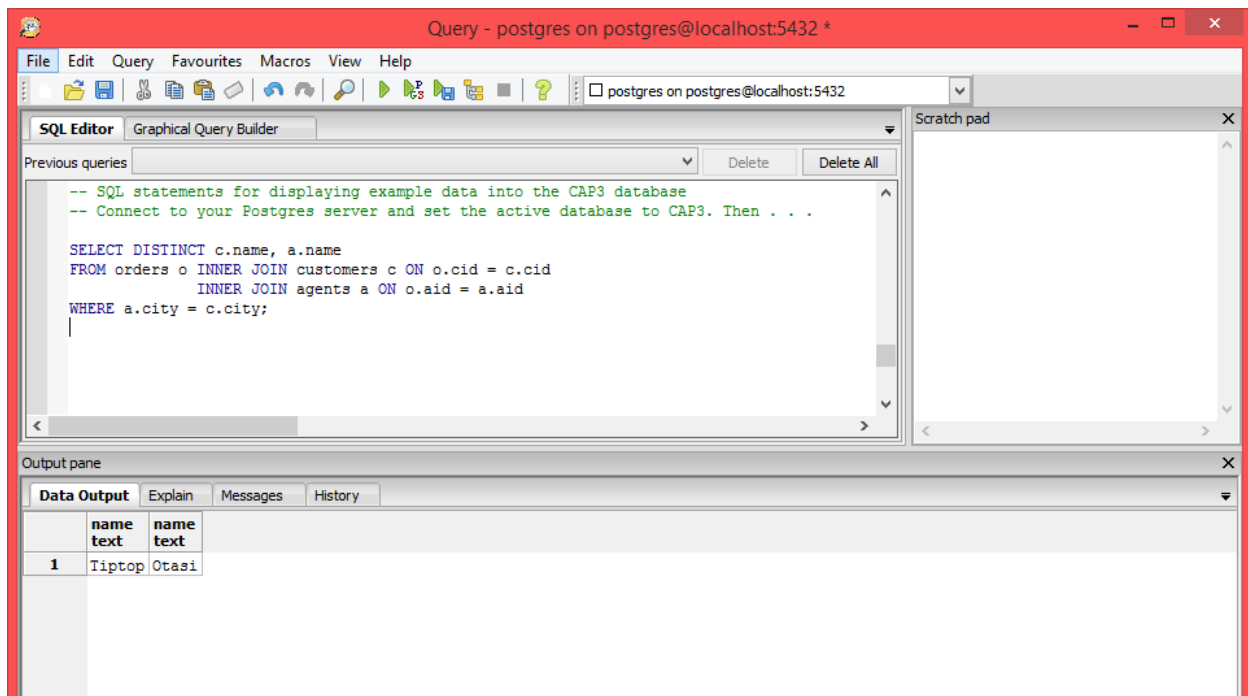 Query - postgres on postgres@localhost:5432 *
File Edit Query Favourites Macros View Help
postgres on postgres@localhost:5432
SQL Editor Graphical Query Builder
Scratch pad
Previous queries Delete Delete All
-- SQL statements for displaying example data into the CAP3 database
-- Connect to your Postgres server and set the active database to CAP3. Then . . .
SELECT DISTINCT c.name, a.name
FROM orders o INNER JOIN customers c ON o.cid = c.cid
INNER JOIN agents a ON o.aid = a.aid
WHERE a.city = c.city;
Output pane
Data Output Explain Messages History
name name
text text
1 Tiptop Otasi